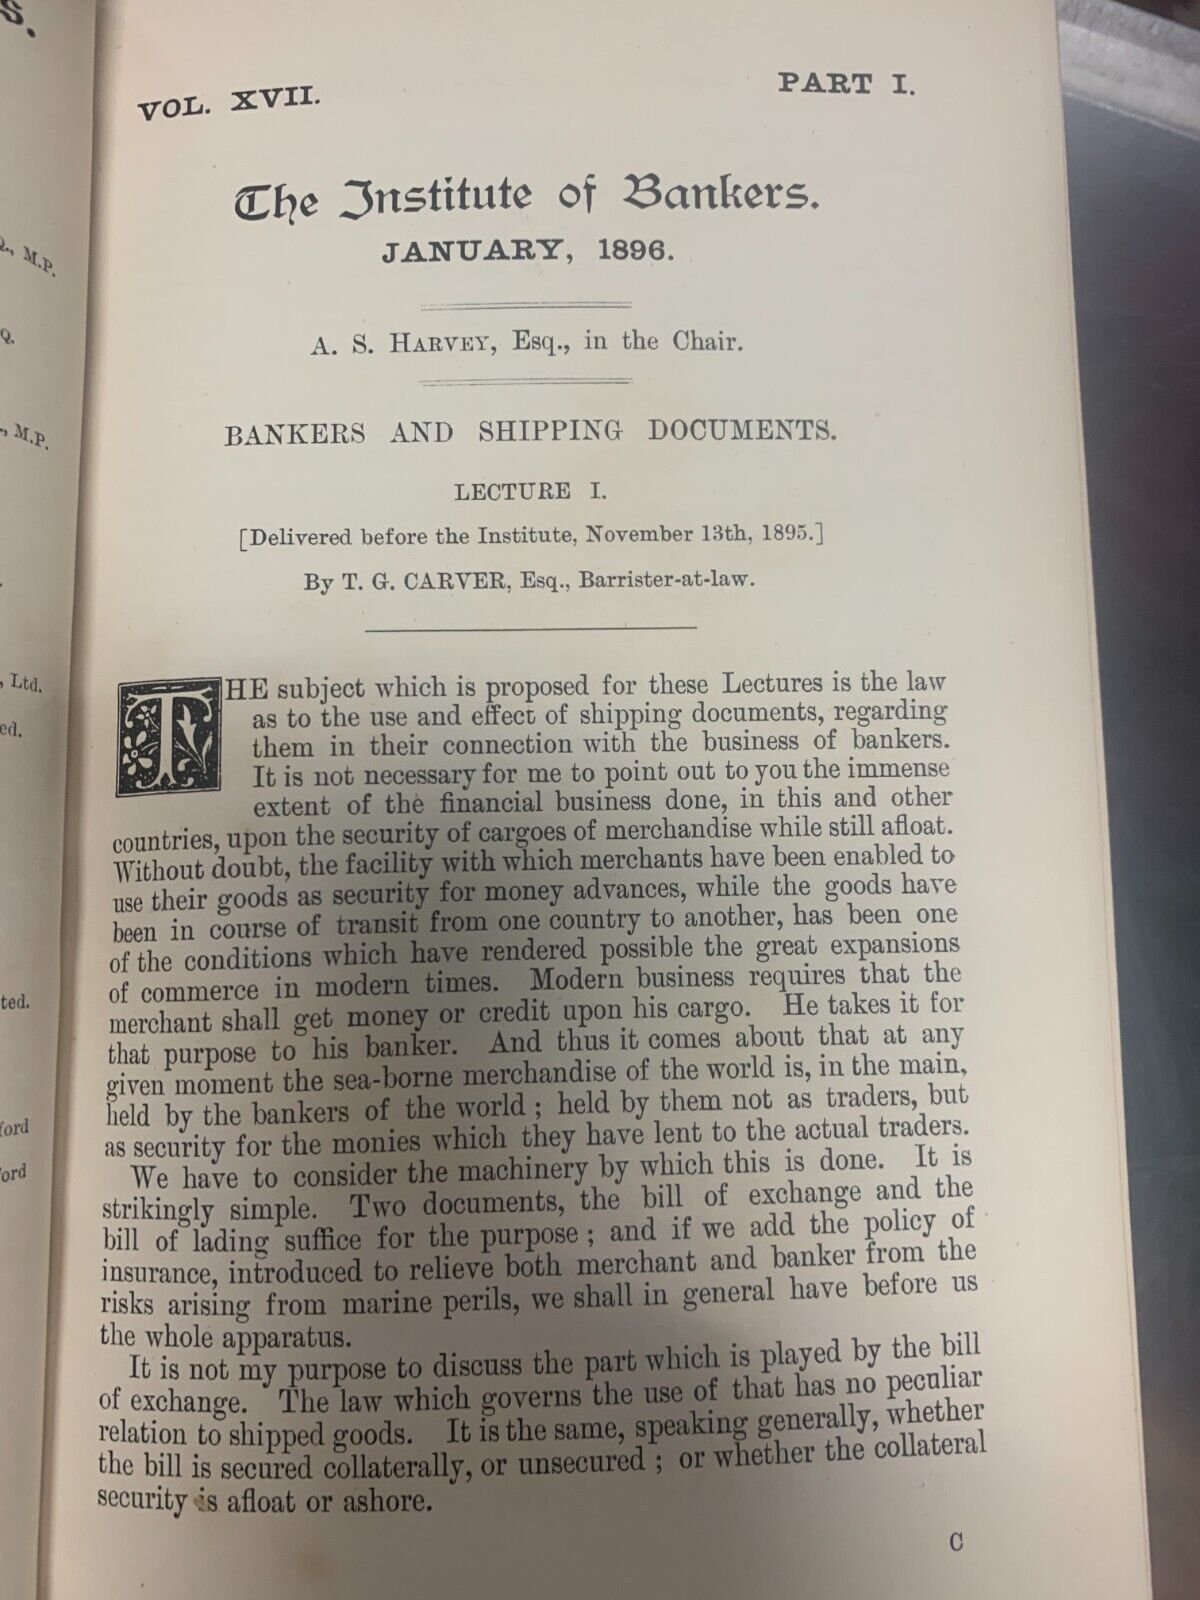 S.
Q., M.P.
Q.
., M.P.
, Ltd.
ed.
ted.
ford
ford
VOL. XVII.
PART I.
The Institute of Bankers.
JANUARY, 1896.
A. S. HARVEY, Esq., in the Chair.
BANKERS AND SHIPPING DOCUMENTS.
LECTURE I.
[Delivered before the Institute, November 13th, 1895.]
By T. G. CARVER, Esq., Barrister-at-law.
THE subject which is proposed for these Lectures is the law
as to the use and effect of shipping documents, regarding
them in their connection with the business of bankers.
It is not necessary for me to point out to you the immense
extent of the financial business done, in this and other
countries, upon the security of cargoes of merchandise while still afloat.
Without doubt, the facility with which merchants have been enabled to
use their goods as security for money advances, while the goods have
been in course of transit from one country to another, has been one
of the conditions which have rendered possible the great expansions
of commerce in modern times. Modern business requires that the
merchant shall get money or credit upon his cargo. He takes it for
that purpose to his banker. And thus it comes about that at any
given moment the sea-borne merchandise of the world is, in the main,
held by the bankers of the world ; held by them not as traders, but
as security for the monies which they have lent to the actual traders.
We have to consider the machinery by which this is done. It is
strikingly simple. Two documents, the bill of exchange and the
bill of lading suffice for the purpose ; and if we add the policy of
insurance, introduced to relieve both merchant and banker from the
risks arising from marine perils, we shall in general have before us
the whole apparatus.
It is not my purpose to discuss the part which is played by the bill
of exchange. The law which governs the use of that has no peculiar
relation to shipped goods. It is the same, speaking generally, whether
the bill is secured collaterally, or unsecured ; or whether the collateral
security is afloat or ashore.
C